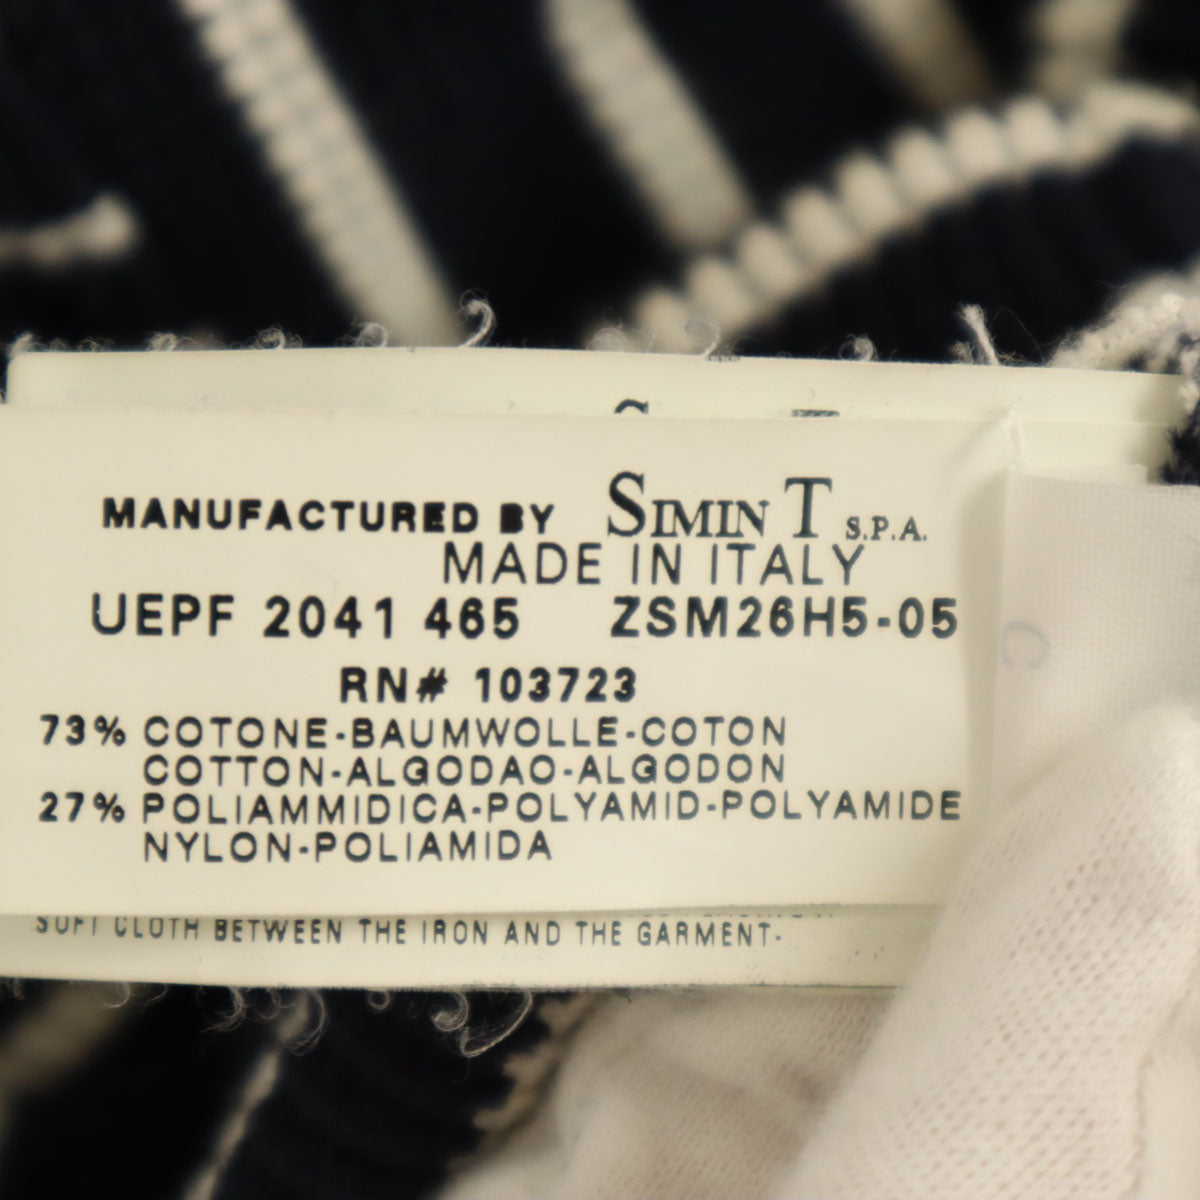 MANUFACTURED BY SIMIN T S.P.A.
MADE IN ITALY
UEPF 2041 465 ZSM26H5-05
RN# 103723
73% COTONE-BAUMWOLLE-COTON
COTTON-ALGODAO-ALGODON
27% POLIAMMIDICA-POLYAMID-POLYAMIDE
NYLON-POLIAMIDA
SOFT CLOTH BETWEEN THE IRON AND THE GARMENT-